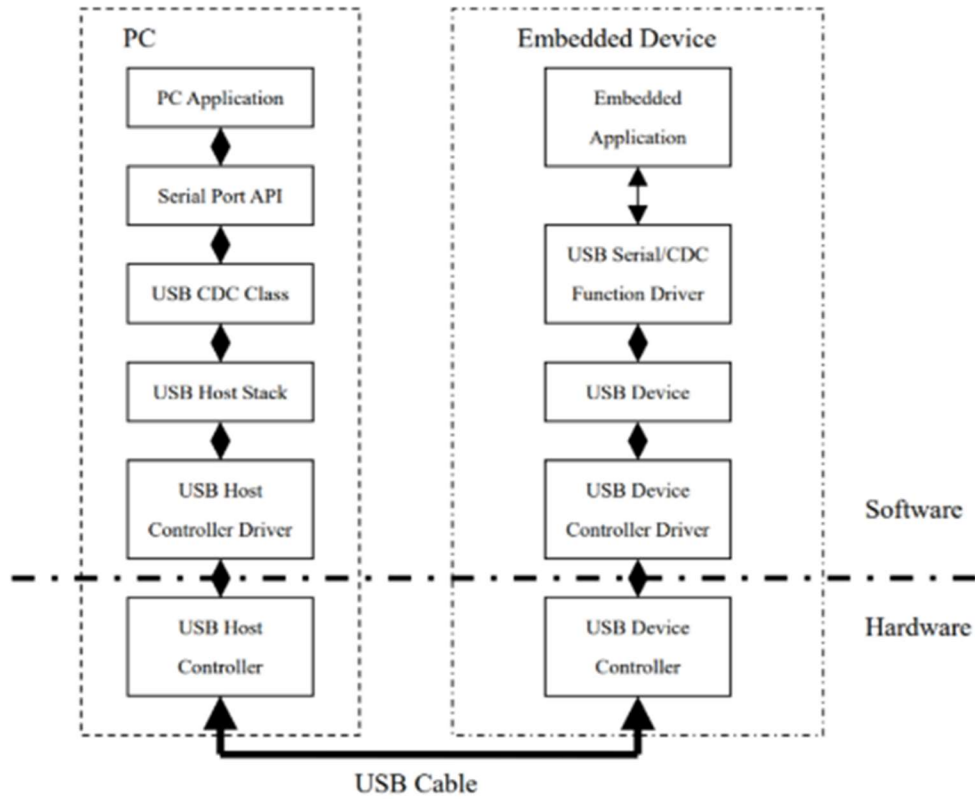 PC
PC Application
Serial Port API
USB CDC Class
USB Host Stack
USB Host
Controller Driver
USB Host
Controller
Embedded Device
Embedded
Application
USB Serial/CDC
Function Driver
USB Device
USB Device
Controller Driver
USB Device
Controller
Software
Hardware
USB Cable